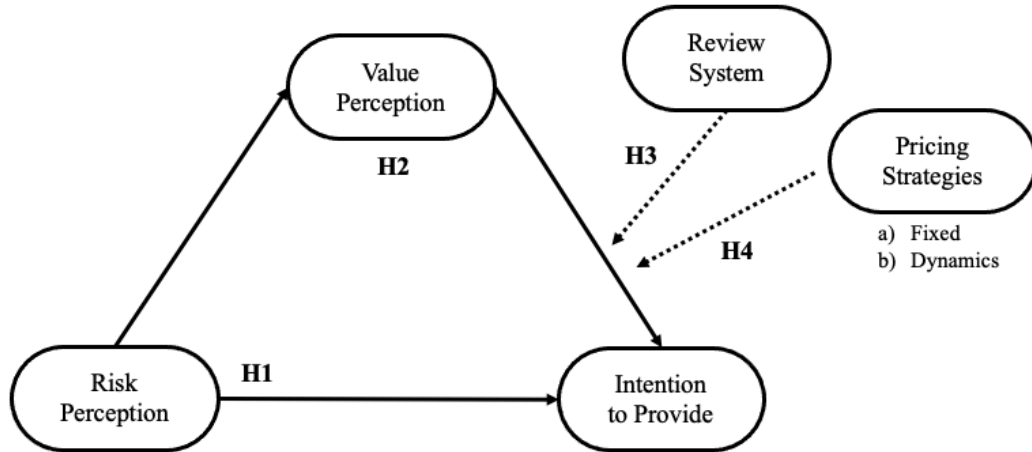 Review
System
Value
Perception
H2
H3
Pricing
Strategies
a) Fixed
b) Dynamics
H4
H1
Risk
Perception
Intention
to Provide